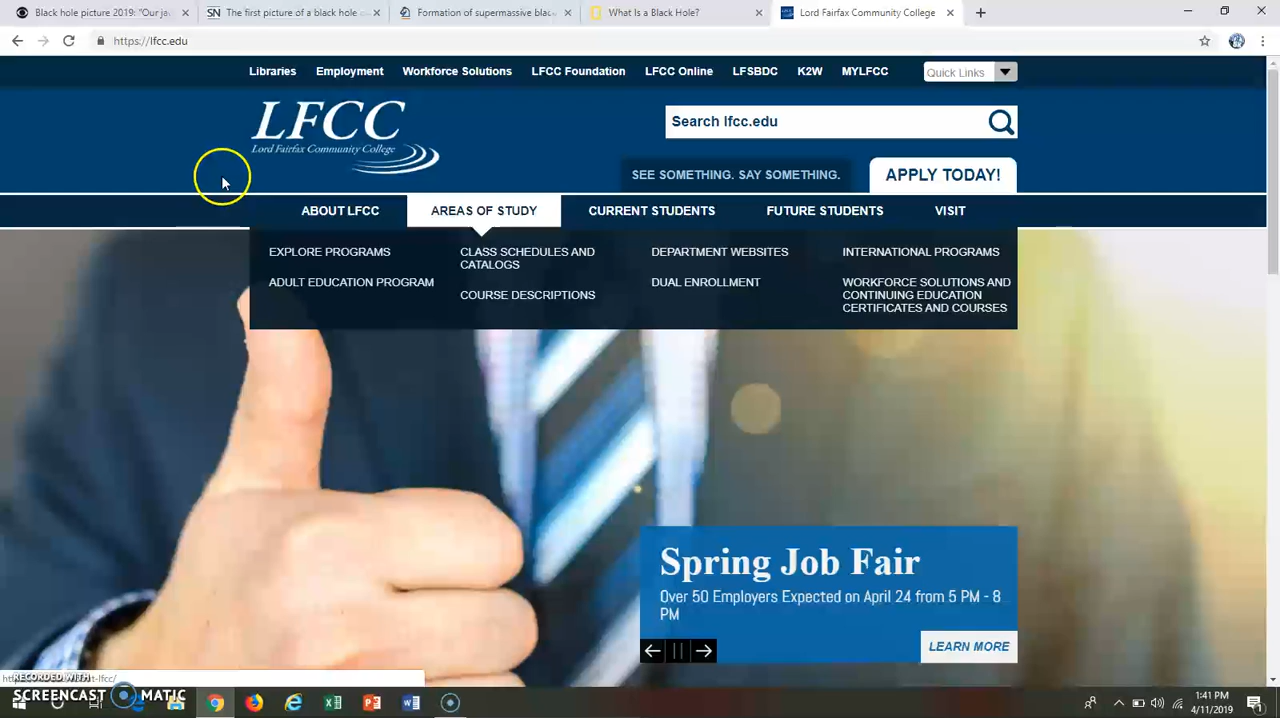 Black hole picture 2019: "Our ja
SN The first picture of a black hole o
Formation of supermassive blac
What Is a Black Hole?
Lord Fairfax Community College
https://lfcc.edu
Libraries Employment Workforce Solutions LFCC Foundation LFCC Online LFSBDC K2W MYLFCC Quick Links
LFCC
Lord Fairfax Community College
Search lfcc.edu
SEE SOMETHING. SAY SOMETHING. APPLY TODAY!
ABOUT LFCC AREAS OF STUDY CURRENT STUDENTS FUTURE STUDENTS VISIT
EXPLORE PROGRAMS
ADULT EDUCATION PROGRAM
CLASS SCHEDULES AND
CATALOGS
COURSE DESCRIPTIONS
DEPARTMENT WEBSITES
DUAL ENROLLMENT
INTERNATIONAL PROGRAMS
WORKFORCE SOLUTIONS AND
CONTINUING EDUCATION
CERTIFICATES AND COURSES
Spring Job Fair
Over 50 Employers Expected on April 24 from 5 PM - 8
PM
LEARN MORE
RECORDED WITH
SCREENCAST MATIC
1:41 PM
4/11/2019